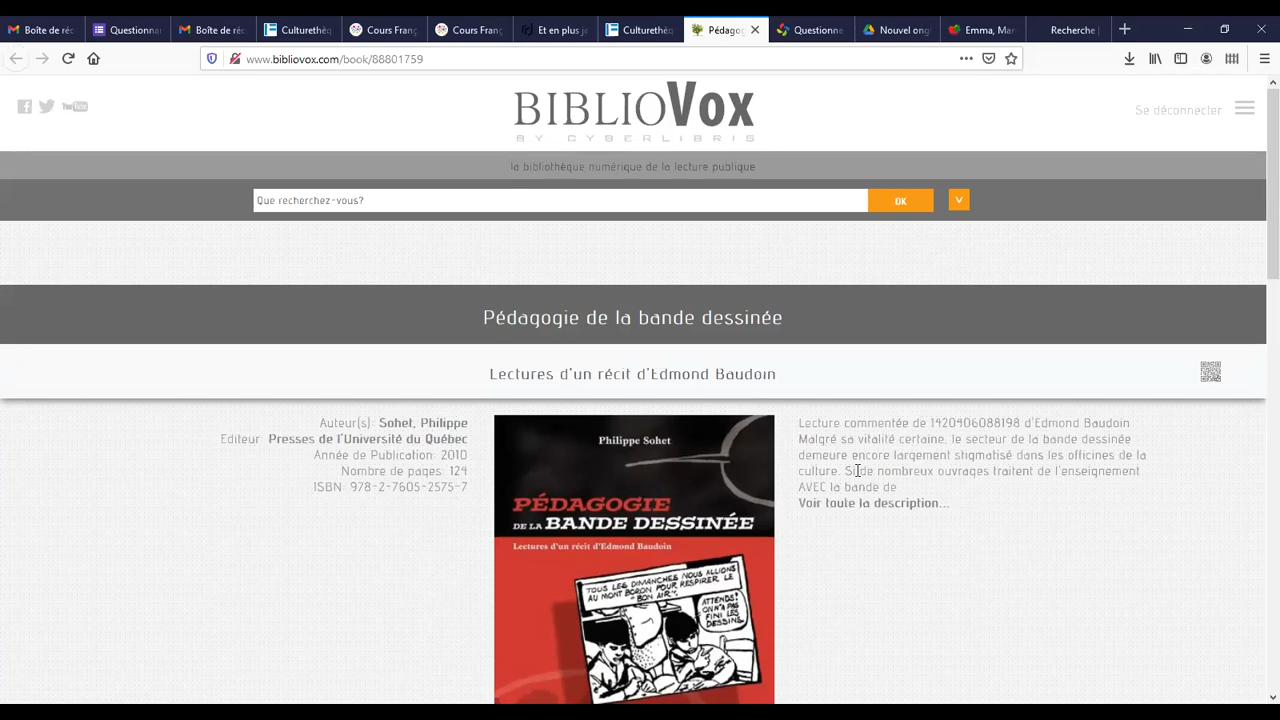 Boîte de réc
Questionnai
Boîte de réc
Culturethèq
Cours Franç
Cours Franç
Et en plus je
Culturethèq
Pédagog
Questionna
Nouvel ong
Emma, Mar
Recherche |
www.bibliovox.com/book/88801759
BIBLIOVOX
BY CYBERLIBRIS
Se déconnecter
la bibliothèque numérique de la lecture publique
Que recherchez-vous?
OK
V
Pédagogie de la bande dessinée
Lectures d'un récit d'Edmond Baudoin
Auteur(s): Sohet, Philippe
Editeur: Presses de l'Université du Québec
Année de Publication: 2010
Nombre de pages: 124
ISBN: 978-2-7605-2575-7
Philippe Sohet
PÉDAGOGIE
DE LA BANDE DESSINÉE
Lectures d'un récit d'Edmond Baudoin
TOUS LES DIMANCHES NOUS ALLIONS
AU MONT BORON POUR RESPIRER LE
"BON AIR".
ATTENDS!
ON N'A PAS
FINI LES
DESSINS.
Lecture commentée de 1420406088198 d'Edmond Baudoin
Malgré sa vitalité certaine, le secteur de la bande dessinée
demeure encore largement stigmatisé dans les officines de la
culture. Si de nombreux ouvrages traitent de l'enseignement
AVEC la bande de
Voir toute la description...